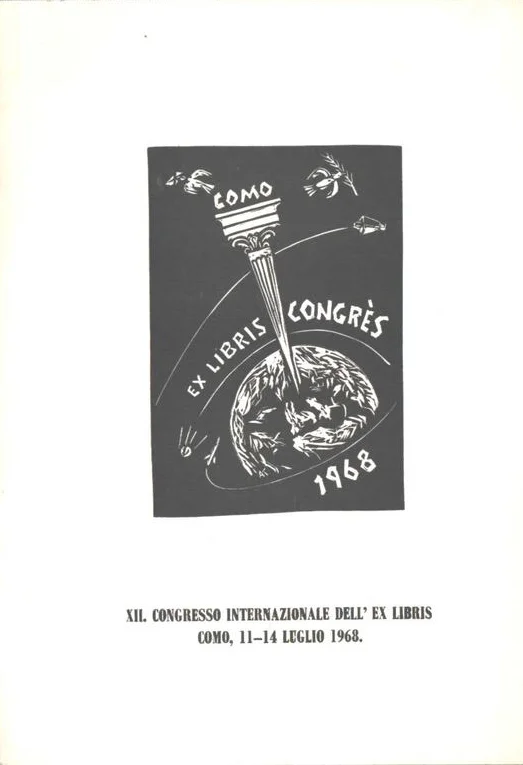 COMO
EX LIBRIS CONGRÈS
1968
XII. CONGRESSO INTERNAZIONALE DELL' EX LIBRIS
COMO, 11–14 LUGLIO 1968.